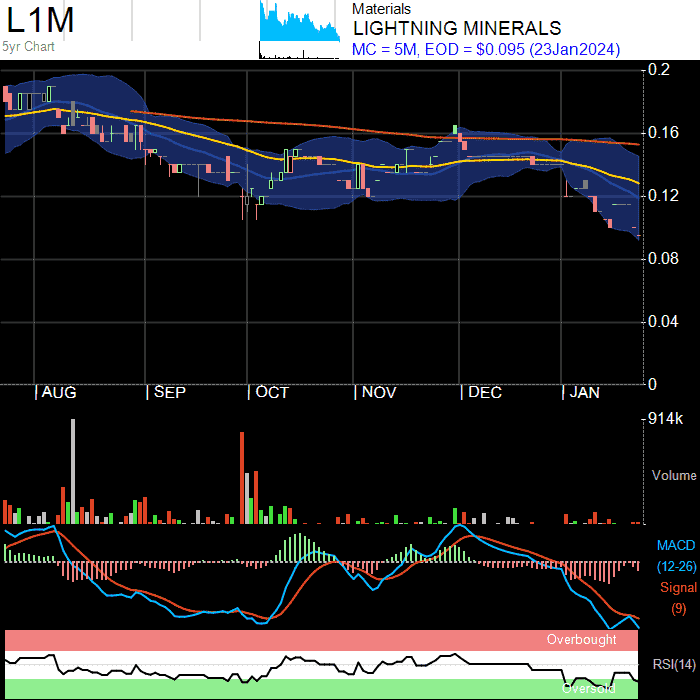 L1M
5yr Chart
Materials
LIGHTNING MINERALS
MC = 5M, EOD = $0.095 (23Jan2024)
0.2
0.16
0.12
0.08
0.04
0
AUG SEP OCT NOV DEC JAN
914k
Volume
MACD
(12-26)
Signal
(9)
Overbought
RSI(14)
Oversold